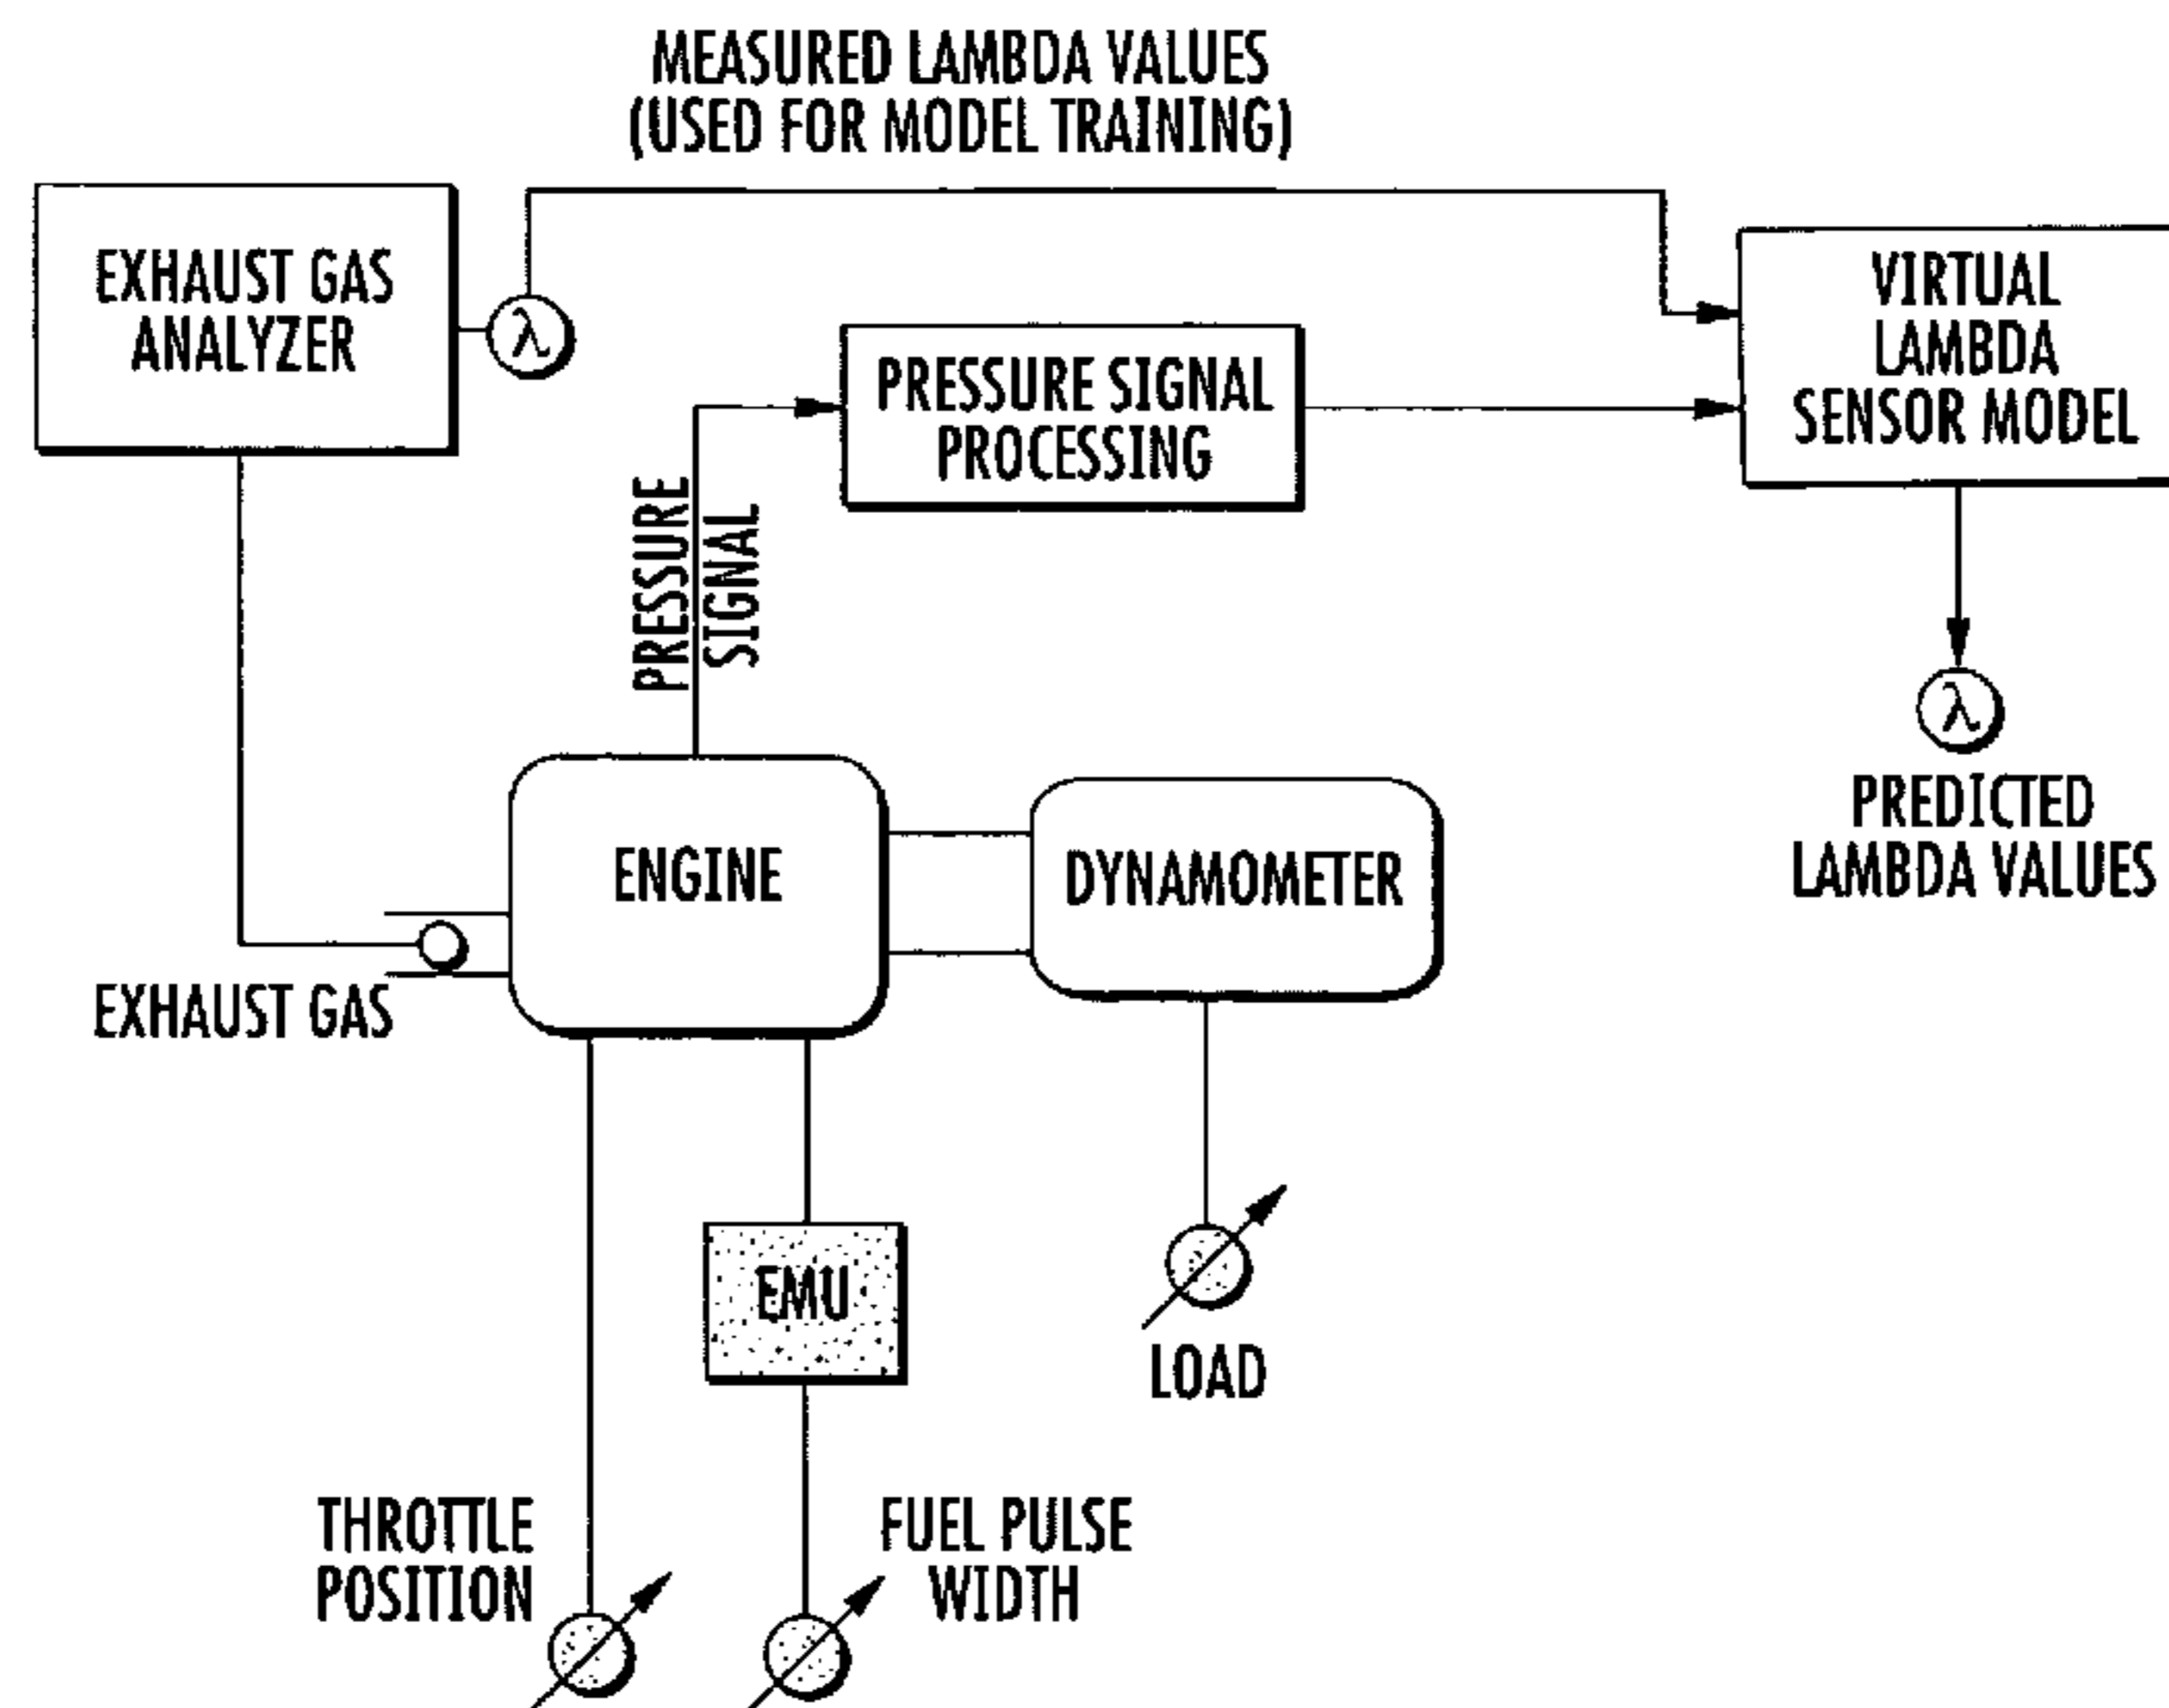 MEASURED LAMBDA VALUES
(USED FOR MODEL TRAINING)
EXHAUST GAS
ANALYZER
λ
PRESSURE SIGNAL
PROCESSING
VIRTUAL
LAMBDA
SENSOR MODEL
PRESSURE
SIGNAL
λ
PREDICTED
LAMBDA VALUES
ENGINE
DYNAMOMETER
EXHAUST GAS
EMU
LOAD
THROTTLE
POSITION
FUEL PULSE
WIDTH